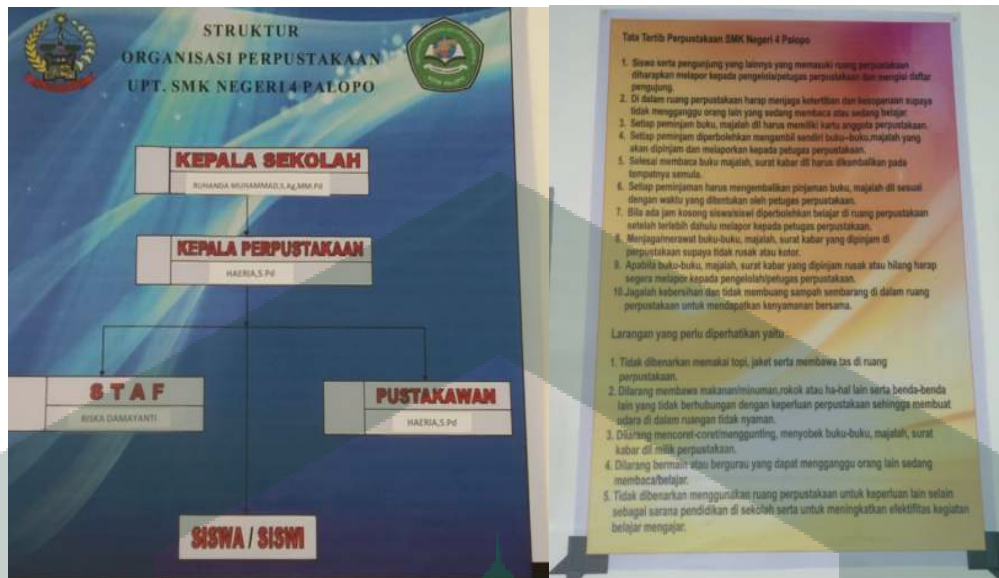 STRUKTUR
ORGANISASI PERPUSTAKAAN
UPT. SMK NEGERI 4 PALOPO
KEPALA SEKOLAH
RUHANDA MUHAMMAD,S,Ag,MM.Pd
KEPALA PERPUSTAKAAN
HAERIA,S.Pd
STAF
RISKA DAMAYANTI
PUSTAKAWAN
HAERIA,S.Pd
SISWA / SISWI
Tata Tertib Perpustakaan SMK Negeri 4 Palopo
1. Siswa serta pengunjung yang lainnya yang memasuki ruang perpustakaan
diharapkan melapor kepada pengelola/petugas perpustakaan dan mengisi daftar
pengujung.
2. Di dalam ruang perpustakaan harap menjaga ketertiban dan kesopanan supaya
tidak mengganggu orang lain yang sedang membaca atau sedang belajar.
3. Setiap peminjam buku, majalah dll harus memiliki kartu anggota perpustakaan.
4. Setiap peminjam diperbolehkan mengambil sendiri buku–buku,majalah yang
akan dipinjam dan melaporkan kepada petugas perpustakaan.
5. Selesai membaca buku majalah, surat kabar dll harus dikembalikan pada
tempatnya semula.
6. Setiap peminjaman harus mengembalikan pinjaman buku, majalah dll sesuai
dengan waktu yang ditentukan oleh petugas perpustakaan.
7. Bila ada jam kosong siswa/siswi diperbolehkan belajar di ruang perpustakaan
setelah terlebih dahulu melapor kepada petugas perpustakaan.
8. Menjaga/merawat buku-buku, majalah, surat kabar yang dipinjam di
perpustakaan supaya tidak rusak atau kotor.
9. Apabila buku-buku, majalah, surat kabar yang dipinjam rusak atau hilang harap
segera melapor kepada pengelolah/petugas perpustakaan.
10.Jagalah kebersihan dan tidak membuang sampah sembarang di dalam ruang
perpustakaan untuk mendapatkan kenyamanan bersama.
Larangan yang perlu diperhatikan yaitu :
1. Tidak dibenarkan memakai topi, jaket serta membawa tas di ruang
perpustakaan.
2. Dilarang membawa makanan/minuman,rokok atau ha-hal lain serta benda-benda
lain yang tidak berhubungan dengan keperluan perpustakaan sehingga membuat
udara di dalam ruangan tidak nyaman.
3. Dilarang mencoret-coret/menggunting, menyobek buku-buku, majalah, surat
kabar dll milik perpustakaan.
4. Dilarang bermain atau bergurau yang dapat mengganggu orang lain sedang
membaca/belajar.
5. Tidak dibenarkan menggunakan ruang perpustakaan untuk keperluan lain selain
sebagai sarana pendidikan di sekolah serta untuk meningkatkan efektifitas kegiatan
belajar mengajar.